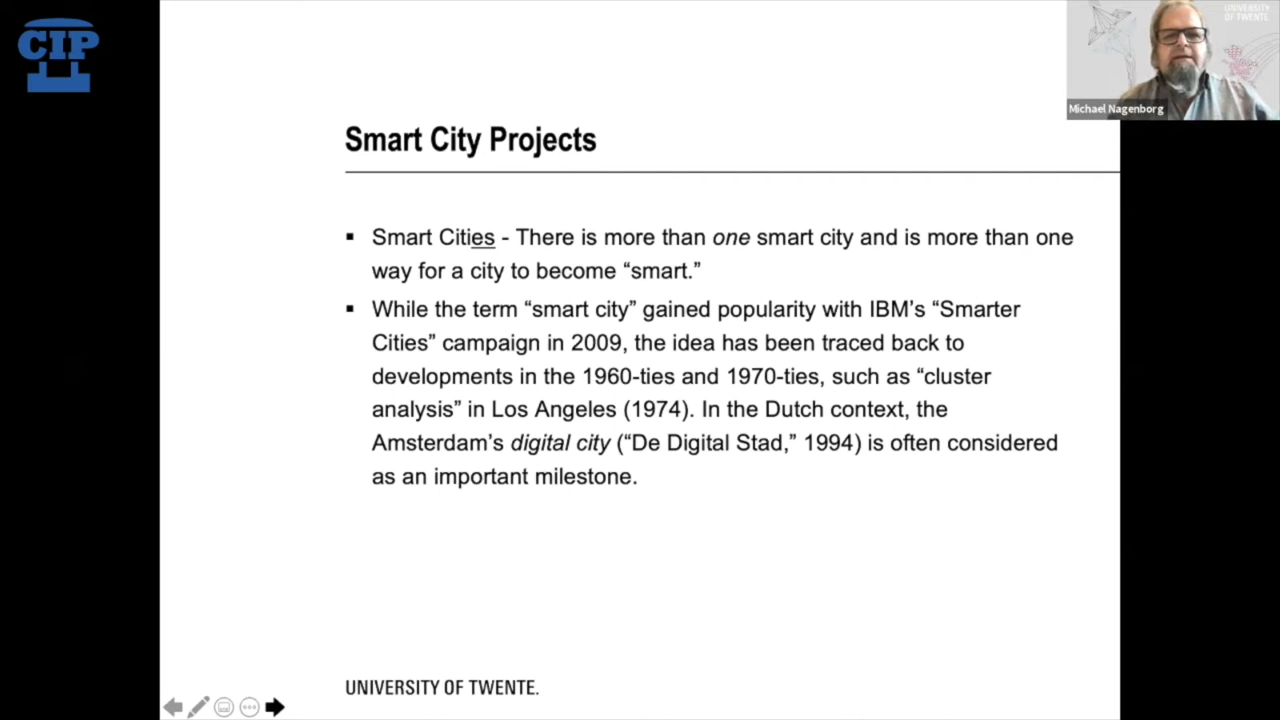 CIP
UNIVERSITY
OF TWENTE
Michael Nagenborg
Smart City Projects
▪ Smart Cities - There is more than one smart city and is more than one
way for a city to become “smart.”
▪ While the term “smart city” gained popularity with IBM’s “Smarter
Cities” campaign in 2009, the idea has been traced back to
developments in the 1960-ties and 1970-ties, such as “cluster
analysis” in Los Angeles (1974). In the Dutch context, the
Amsterdam’s digital city (“De Digital Stad,” 1994) is often considered
as an important milestone.
UNIVERSITY OF TWENTE.